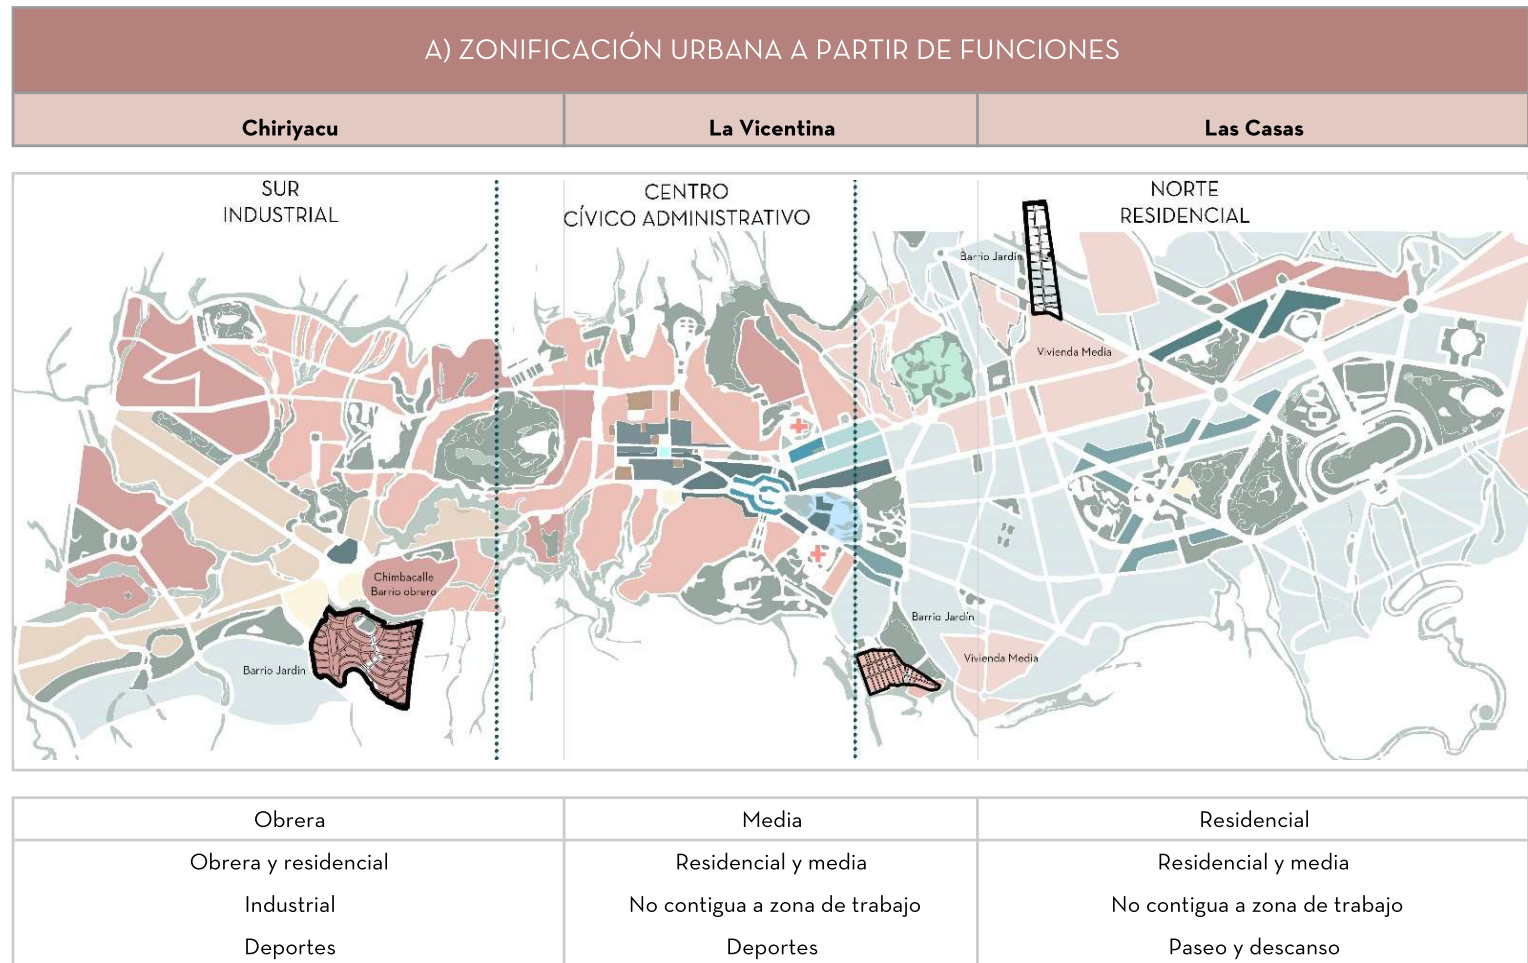 A) ZONIFICACIÓN URBANA A PARTIR DE FUNCIONES
Chiriyacu
La Vicentina
Las Casas
SUR
INDUSTRIAL
CENTRO
CÍVICO ADMINISTRATIVO
NORTE
RESIDENCIAL
Barrio Jardín
Vivienda Media
Chimbacalle
Barrio obrero
Barrio Jardín
Barrio Jardín
Vivienda Media
Obrera
Media
Residencial
Obrera y residencial
Residencial y media
Residencial y media
Industrial
No contigua a zona de trabajo
No contigua a zona de trabajo
Deportes
Deportes
Paseo y descanso